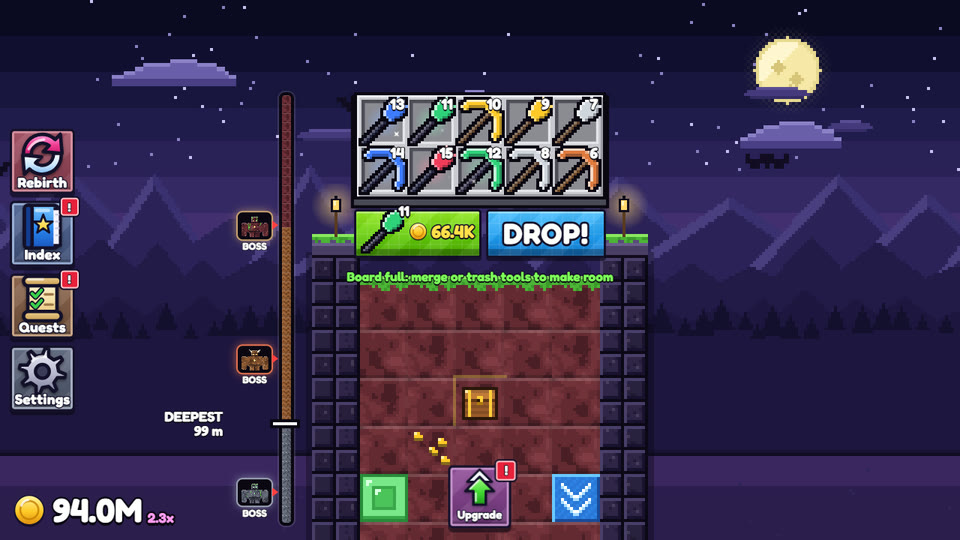 13 11 10 9 7
14 15 12 8 6
11
66.4K
DROP!
Board full: merge or trash tools to make room
Rebirth
!
Index
!
Quests
Settings
BOSS
BOSS
DEEPEST
99 m
BOSS
!
Upgrade
94.0M 2.3x